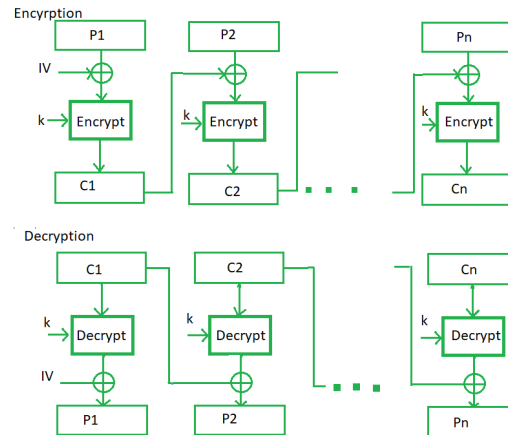 Encyrption
P1
P2
Pn
IV
k
Encrypt
k
Encrypt
k
Encrypt
C1
C2
Cn
Decryption
C1
C2
Cn
k
Decrypt
k
Decrypt
k
Decrypt
IV
P1
P2
Pn